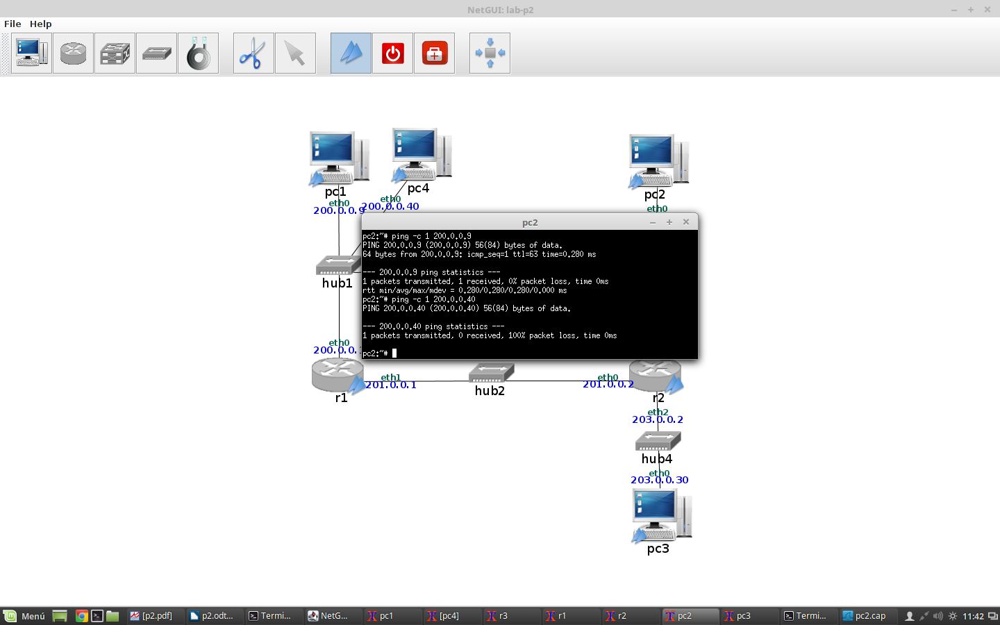 NetGUI: lab-p2
File Help
pc1
pc4
pc2
eth0
eth0
eth0
200.0.0.9
200.0.0.40
pc2
pc2:~# ping -c 1 200.0.0.9
PING 200.0.0.9 (200.0.0.9) 56(84) bytes of data.
64 bytes from 200.0.0.9: icmp_seq=1 ttl=63 time=0.280 ms
--- 200.0.0.9 ping statistics ---
1 packets transmitted, 1 received, 0% packet loss, time 0ms
rtt min/avg/max/mdev = 0.280/0.280/0.280/0.000 ms
pc2:~# ping -c 1 200.0.0.40
PING 200.0.0.40 (200.0.0.40) 56(84) bytes of data.
--- 200.0.0.40 ping statistics ---
1 packets transmitted, 0 received, 100% packet loss, time 0ms
pc2:~#
hub1
eth0
200.0.0.
r1
eth1
201.0.0.1
hub2
eth0
201.0.0.2
r2
eth2
203.0.0.2
hub4
eth0
203.0.0.30
pc3
Menú
[p2.pdf]
p2.odt...
Termi...
NetG...
pc1
[pc4]
r3
r1
r2
pc2
pc3
Termi...
pc2.cap
11:42